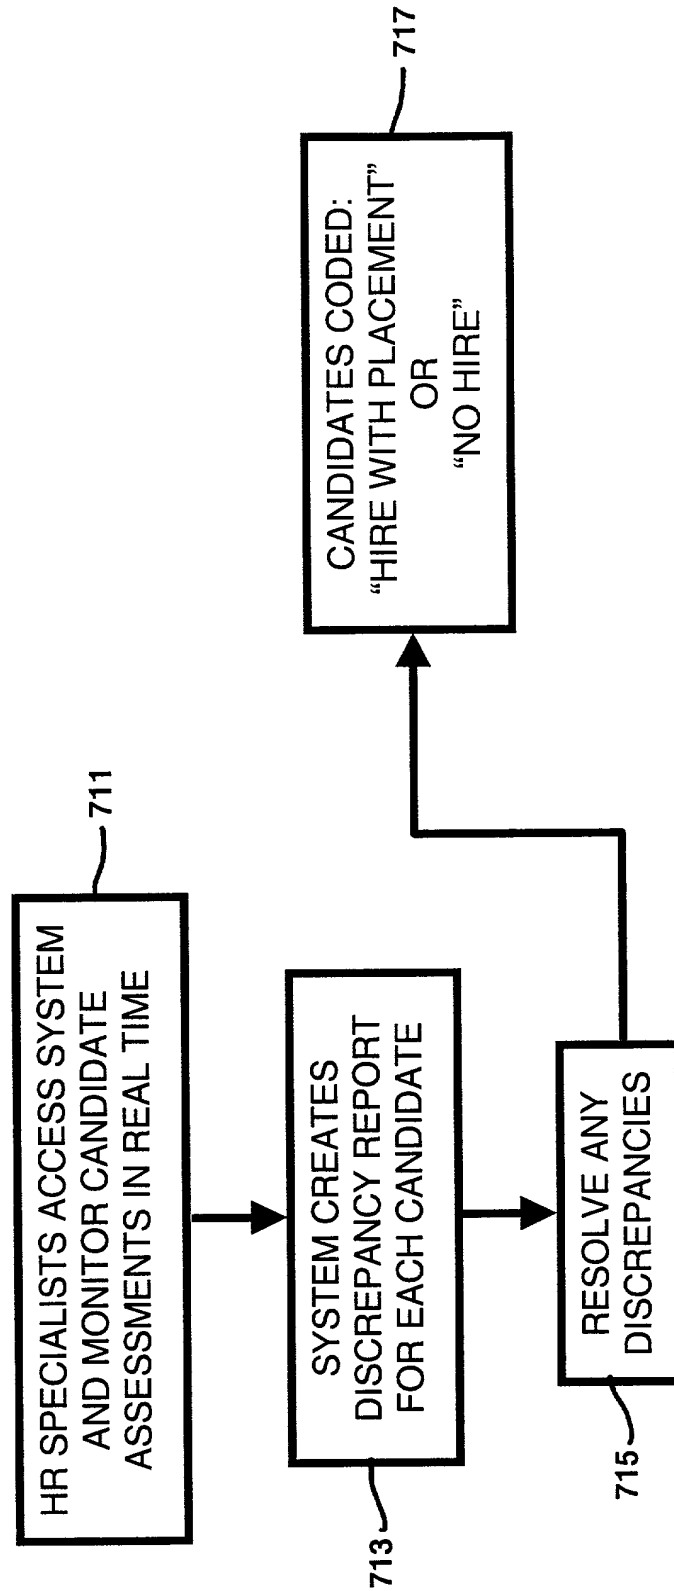 HR SPECIALISTS ACCESS SYSTEM
AND MONITOR CANDIDATE
ASSESSMENTS IN REAL TIME
711
SYSTEM CREATES
DISCREPANCY REPORT
FOR EACH CANDIDATE
713
RESOLVE ANY
DISCREPANCIES
715
CANDIDATES CODED:
“HIRE WITH PLACEMENT”
OR
“NO HIRE”
717